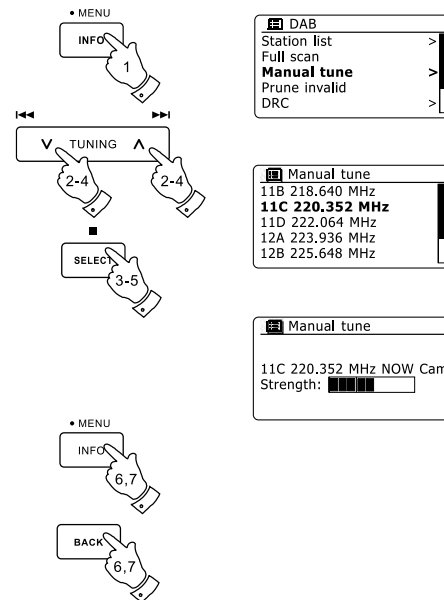 • MENU
INFO
1
TUNING
2-4
2-4
SELECT
3-5
• MENU
INFO
6,7
BACK
6,7
DAB
Station list >
Full scan
Manual tune >
Prune invalid
DRC >
Manual tune
11B 218.640 MHz
11C 220.352 MHz
11D 222.064 MHz
12A 223.936 MHz
12B 225.648 MHz
Manual tune
11C 220.352 MHz NOW Cam
Strength: